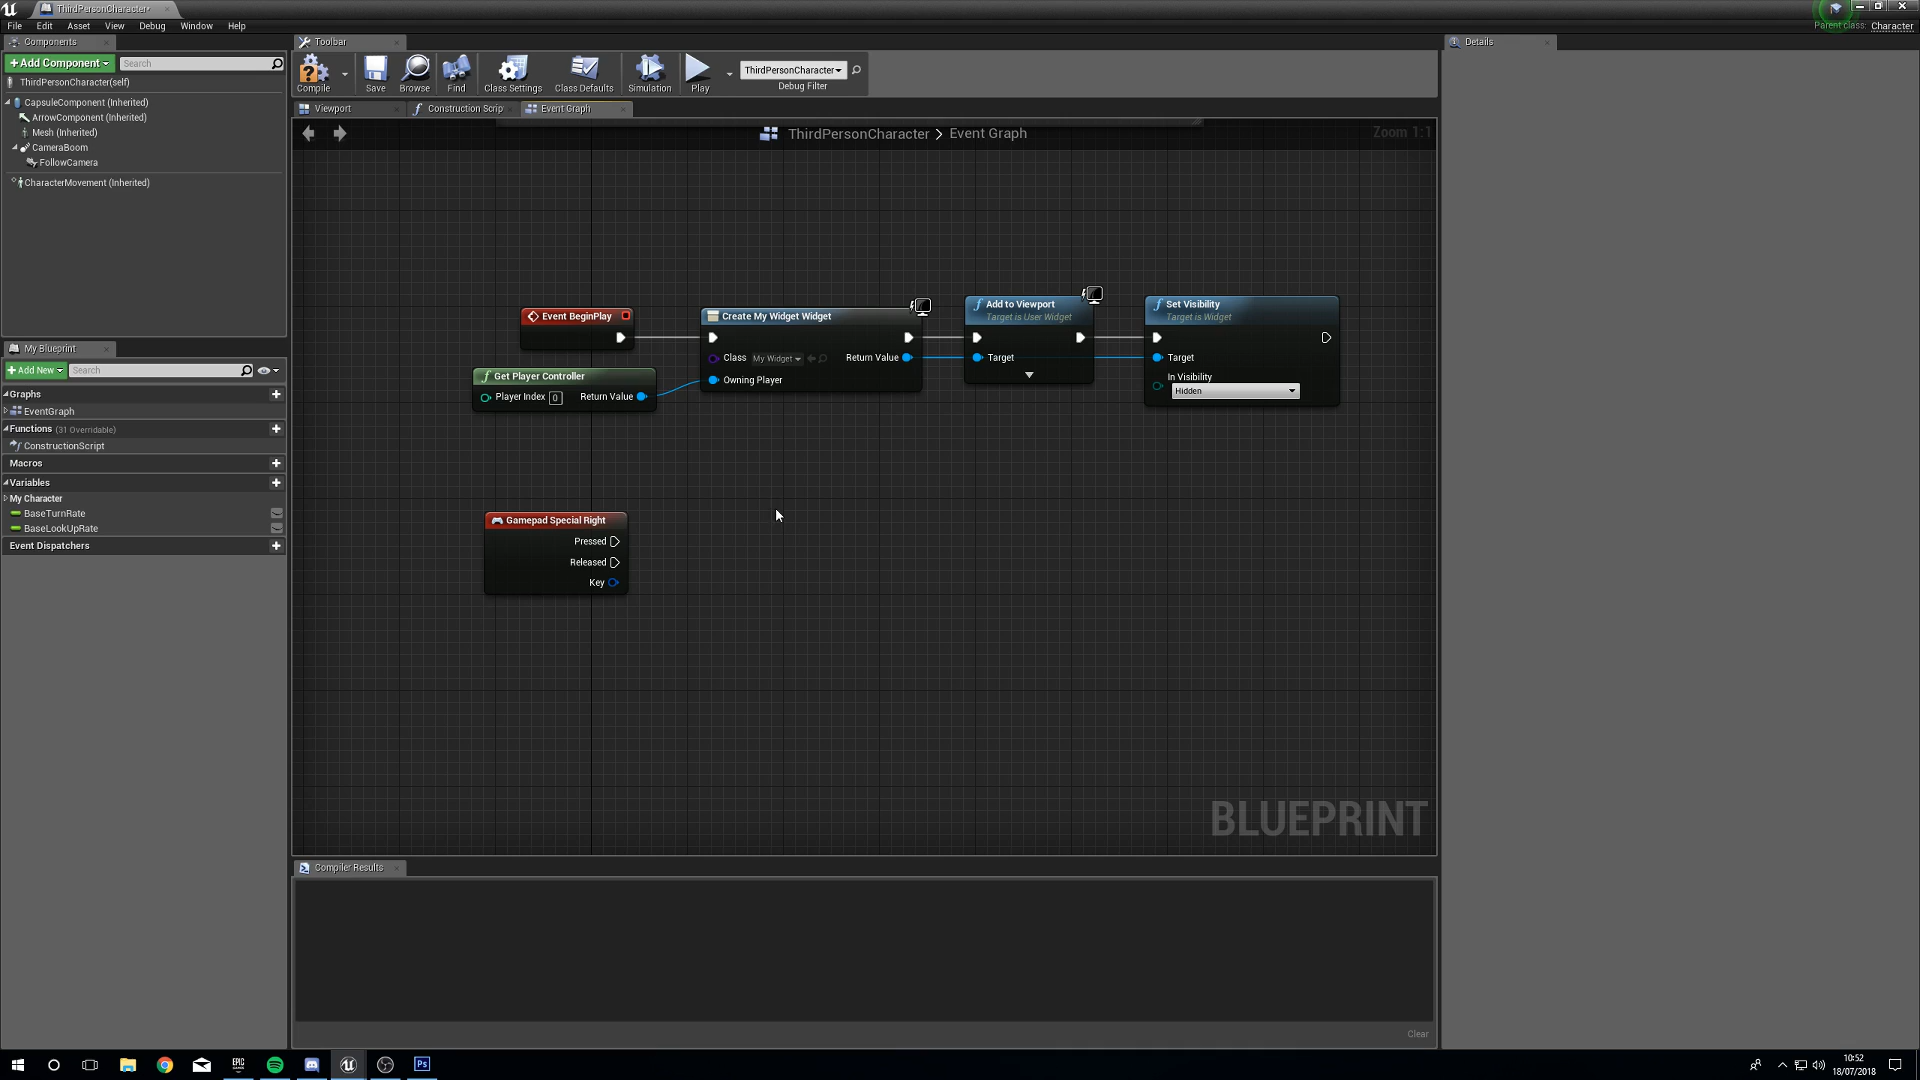 ThirdPersonCharacter*
File Edit Asset View Debug Window Help
Parent class: Character
Components
+Add Component
Search
ThirdPersonCharacter(self)
CapsuleComponent (Inherited)
ArrowComponent (Inherited)
Mesh (Inherited)
CameraBoom
FollowCamera
CharacterMovement (Inherited)
My Blueprint
+Add New
Search
Graphs
EventGraph
Functions (31 Overridable)
ConstructionScript
Macros
Variables
My Character
BaseTurnRate
BaseLookUpRate
Event Dispatchers
Toolbar
Compile Save Browse Find Class Settings Class Defaults Simulation Play
ThirdPersonCharacter
Debug Filter
Viewport
Construction Scrip
Event Graph
ThirdPersonCharacter > Event Graph
Zoom 1:1
Event BeginPlay
Get Player Controller
Player Index 0 Return Value
Create My Widget Widget
Class My Widget Return Value
Owning Player
Add to Viewport
Target is User Widget
Target
Set Visibility
Target is Widget
Target
In Visibility
Hidden
Gamepad Special Right
Pressed
Released
Key
BLUEPRINT
Compiler Results
Clear
Details
EPIC
Ps
10:52
18/07/2018